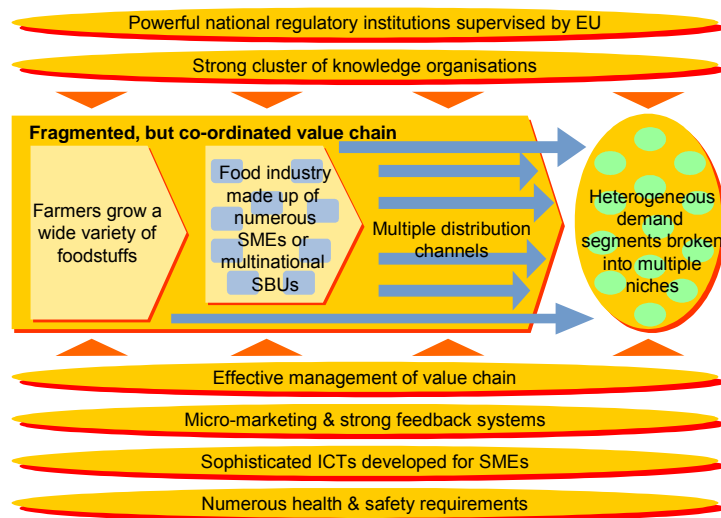 Powerful national regulatory institutions supervised by EU
Strong cluster of knowledge organisations
Fragmented, but co-ordinated value chain
Farmers grow a
wide variety of
foodstuffs
Food industry
made up of
numerous
SMEs or
multinational
SBUs
Multiple distribution
channels
Heterogeneous
demand
segments broken
into multiple
niches
Effective management of value chain
Micro-marketing & strong feedback systems
Sophisticated ICTs developed for SMEs
Numerous health & safety requirements